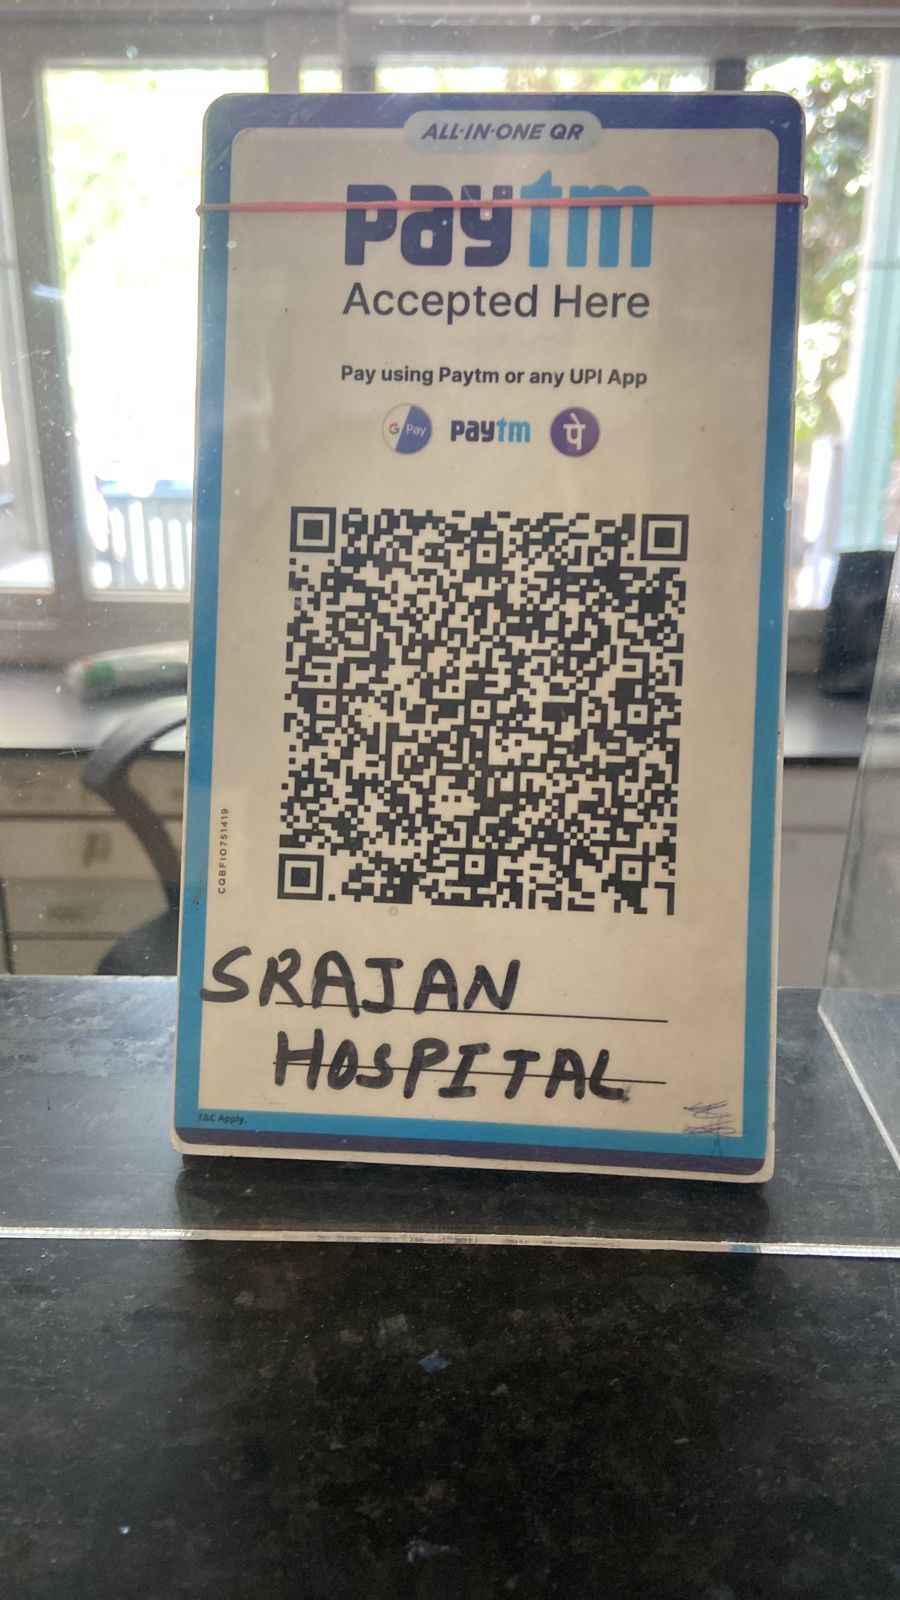 ALL-IN-ONE QR
paytm
Accepted Here
Pay using Paytm or any UPI App
G Pay paytm पे
CQBFIO751419
SRAJAN
HOSPITAL
T&C Apply.